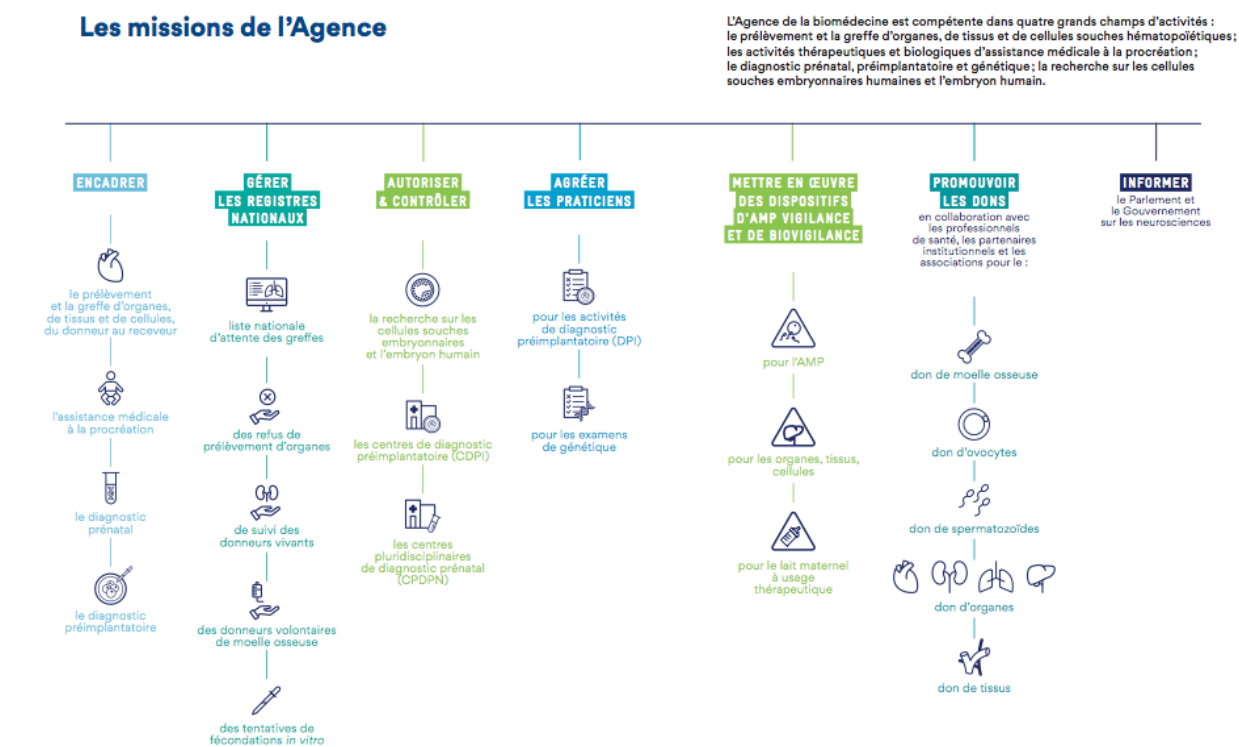 Les missions de l'Agence
L'Agence de la biomédecine est compétente dans quatre grands champs d'activités :
le prélèvement et la greffe d'organes, de tissus et de cellules souches hématopoïétiques ;
les activités thérapeutiques et biologiques d'assistance médicale à la procréation ;
le diagnostic prénatal, préimplantatoire et génétique ; la recherche sur les cellules
souches embryonnaires humaines et l'embryon humain.
ENCADRER
le prélèvement
et la greffe d'organes,
de tissus et de cellules,
du donneur au receveur
l'assistance médicale
à la procréation
le diagnostic
prénatal
le diagnostic
préimplantatoire
GÉRER
LES REGISTRES
NATIONAUX
liste nationale
d'attente des greffes
des refus de
prélèvement d'organes
de suivi des
donneurs vivants
des donneurs volontaires
de moelle osseuse
des tentatives de
fécondations in vitro
AUTORISER
& CONTRÔLER
la recherche sur les
cellules souches
embryonnaires
et l'embryon humain
les centres de diagnostic
préimplantatoire (CDPI)
les centres
pluridisciplinaires
de diagnostic prénatal
(CPDPN)
AGRÉER
LES PRATICIENS
pour les activités
de diagnostic
préimplantatoire (DPI)
pour les examens
de génétique
METTRE EN ŒUVRE
DES DISPOSITIFS
D'AMP VIGILANCE
ET DE BIOVIGILANCE
pour l'AMP
pour les organes, tissus,
cellules
pour le lait maternel
à usage
thérapeutique
PROMOUVOIR
LES DONS
en collaboration avec
les professionnels
de santé, les partenaires
institutionnels et les
associations pour le :
don de moelle osseuse
don d'ovocytes
don de spermatozoïdes
don d'organes
don de tissus
INFORMER
le Parlement et
le Gouvernement
sur les neurosciences